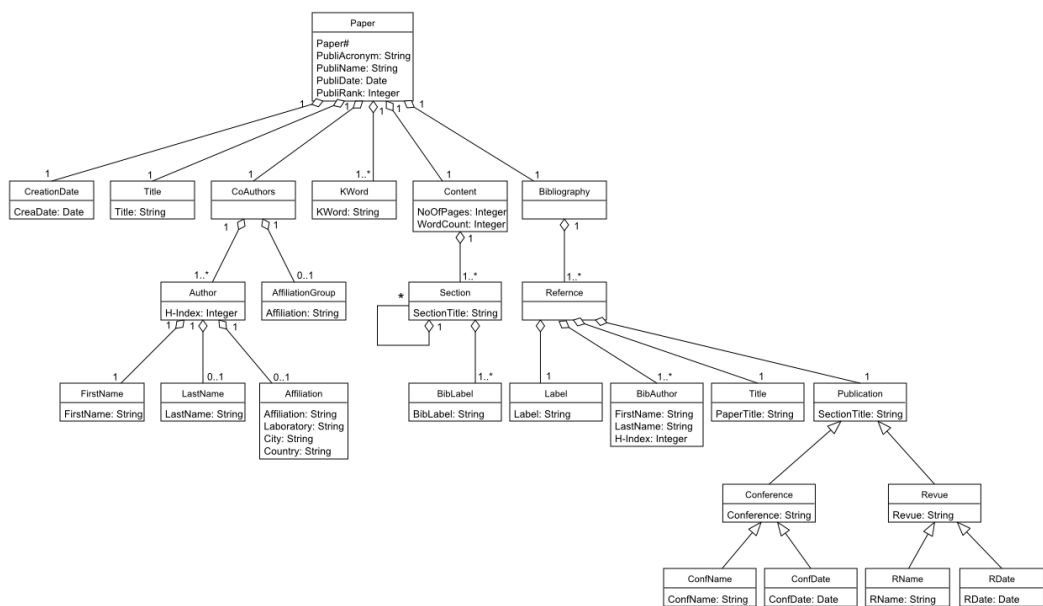 Paper
Paper#
PubliAcronym: String
PubliName: String
PubliDate: Date
PubliRank: Integer
1 1 1 1 1 1
1 1 1 1..* 1 1
CreationDate Title CoAuthors KWord Content Bibliography
CreaDate: Date Title: String KWord: String NoOfPages: Integer
WordCount: Integer
1 1 1 1
1..* 0..1 1..* 1..*
Author AffiliationGroup * Section Refernce
H-Index: Integer Affiliation: String SectionTitle: String
1 1 1 1
1 0..1 0..1 1..* 1 1..* 1 1
FirstName LastName Affiliation BibLabel Label BibAuthor Title Publication
FirstName: String LastName: String Affiliation: String BibLabel: String Label: String FirstName: String PaperTitle: String SectionTitle: String
Laboratory: String LastName: String
City: String H-Index: Integer
Country: String
Conference Revue
Conference: String Revue: String
ConfName ConfDate RName RDate
ConfName: String ConfDate: Date RName: String RDate: Date